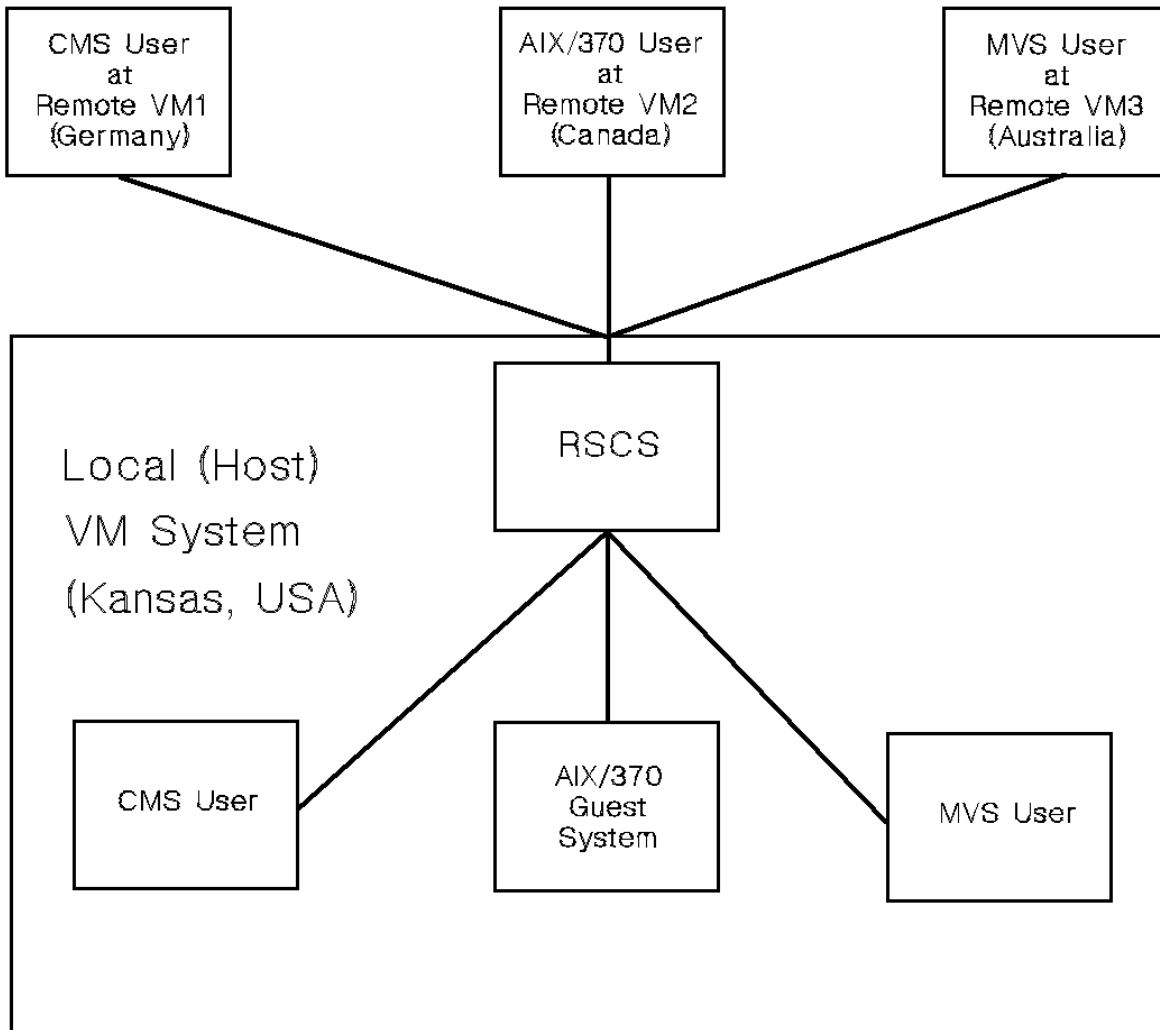 CMS User
at
Remote VM1
(Germany)
AIX/370 User
at
Remote VM2
(Canada)
MVS User
at
Remote VM3
(Australia)
RSCS
Local (Host)
VM System
(Kansas, USA)
CMS User
AIX/370
Guest
System
MVS User